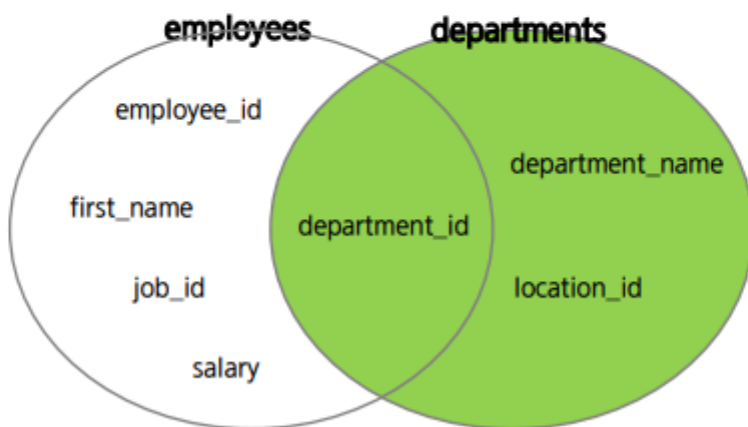 employees
departments
employee_id
department_name
first_name
department_id
job_id
location_id
salary